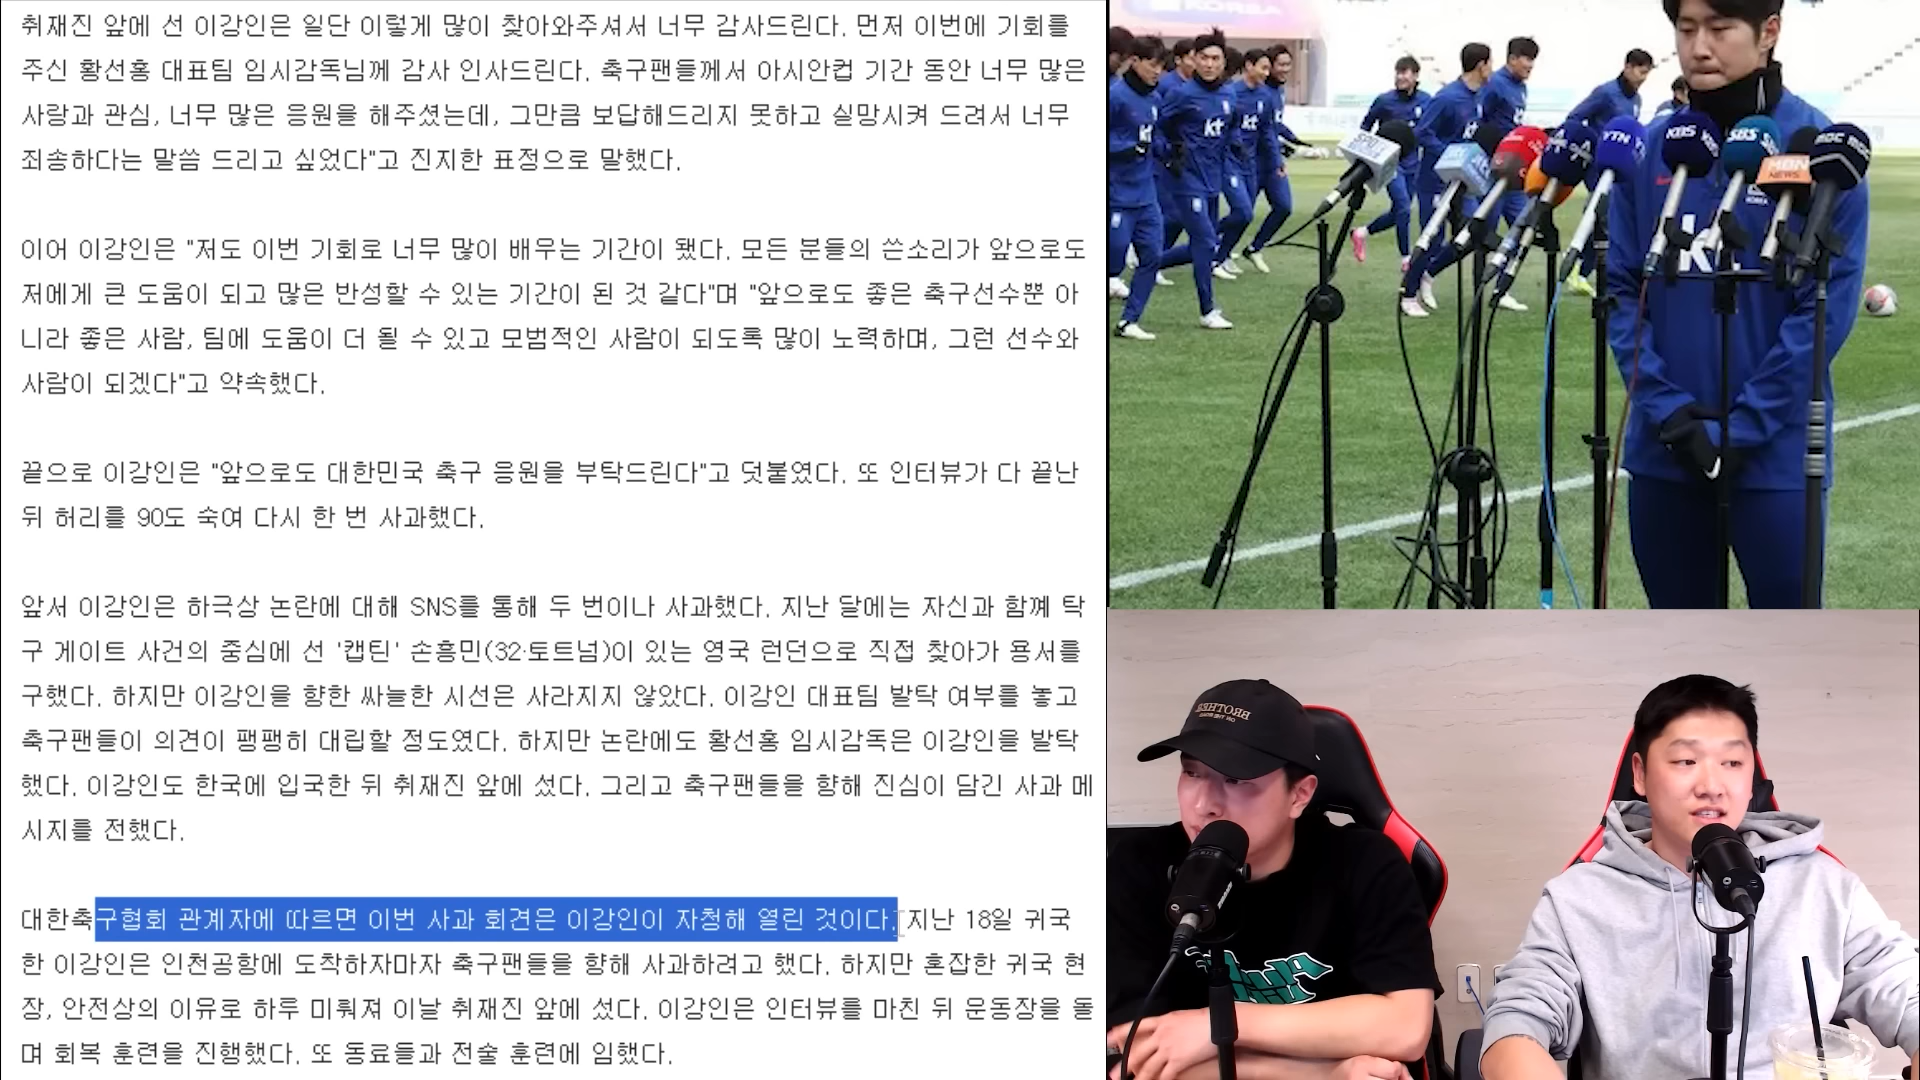 취재진 앞에 선 이강인은 일단 이렇게 많이 찾아와주셔서 너무 감사드린다. 먼저 이번에 기회를
주신 황선홍 대표팀 임시감독님께 감사 인사드린다. 축구팬들께서 아시안컵 기간 동안 너무 많은
사랑과 관심, 너무 많은 응원을 해주셨는데, 그만큼 보답해드리지 못하고 실망시켜 드려서 너무
죄송하다는 말씀 드리고 싶었다"고 진지한 표정으로 말했다.
이어 이강인은 "저도 이번 기회로 너무 많이 배우는 기간이 됐다. 모든 분들의 쓴소리가 앞으로도
저에게 큰 도움이 되고 많은 반성할 수 있는 기간이 된 것 같다"며 "앞으로도 좋은 축구선수뿐 아
니라 좋은 사람, 팀에 도움이 더 될 수 있고 모범적인 사람이 되도록 많이 노력하며, 그런 선수와
사람이 되겠다"고 약속했다.
끝으로 이강인은 "앞으로도 대한민국 축구 응원을 부탁드린다"고 덧붙였다. 또 인터뷰가 다 끝난
뒤 허리를 90도 숙여 다시 한 번 사과했다.
앞서 이강인은 하극상 논란에 대해 SNS를 통해 두 번이나 사과했다. 지난 달에는 자신과 함께 탁
구 게이트 사건의 중심에 선 '캡틴' 손흥민(32·토트넘)이 있는 영국 런던으로 직접 찾아가 용서를
구했다. 하지만 이강인을 향한 싸늘한 시선은 사라지지 않았다. 이강인 대표팀 발탁 여부를 놓고
축구팬들이 의견이 팽팽히 대립할 정도였다. 하지만 논란에도 황선홍 임시감독은 이강인을 발탁
했다. 이강인도 한국에 입국한 뒤 취재진 앞에 섰다. 그리고 축구팬들을 향해 진심이 담긴 사과 메
시지를 전했다.
대한축구협회 관계자에 따르면 이번 사과 회견은 이강인이 자청해 열린 것이다. 지난 18일 귀국
한 이강인은 인천공항에 도착하자마자 축구팬들을 향해 사과하려고 했다. 하지만 혼잡한 귀국 현
장, 안전상의 이유로 하루 미뤄져 이날 취재진 앞에 섰다. 이강인은 인터뷰를 마친 뒤 운동장을 돌
며 회복 훈련을 진행했다. 또 동료들과 전술 훈련에 임했다.
KOREA
kt
kt
YTN
KBS
SBS
MBN
NEWS
MBC
kt
BROTHER